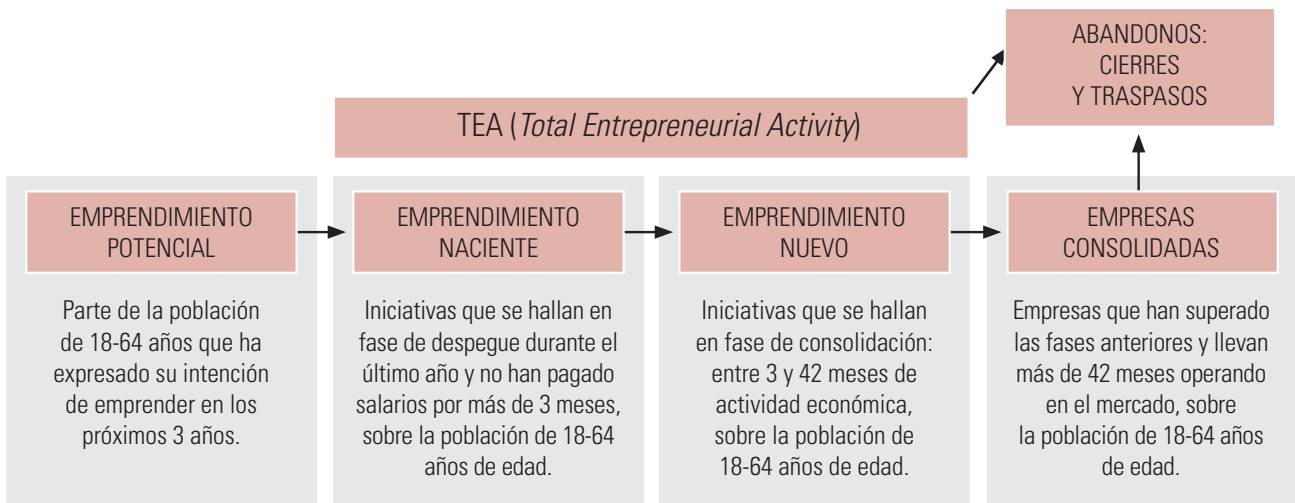 ABANDONOS:
CIERRES
Y TRASPASOS
TEA (Total Entrepreneurial Activity)
EMPRENDIMIENTO
POTENCIAL
Parte de la población
de 18-64 años que ha
expresado su intención
de emprender en los
próximos 3 años.
EMPRENDIMIENTO
NACIENTE
Iniciativas que se hallan en
fase de despegue durante el
último año y no han pagado
salarios por más de 3 meses,
sobre la población de 18-64
años de edad.
EMPRENDIMIENTO
NUEVO
Iniciativas que se hallan
en fase de consolidación:
entre 3 y 42 meses de
actividad económica,
sobre la población de
18-64 años de edad.
EMPRESAS
CONSOLIDADAS
Empresas que han superado
las fases anteriores y llevan
más de 42 meses operando
en el mercado, sobre
la población de 18-64 años
de edad.